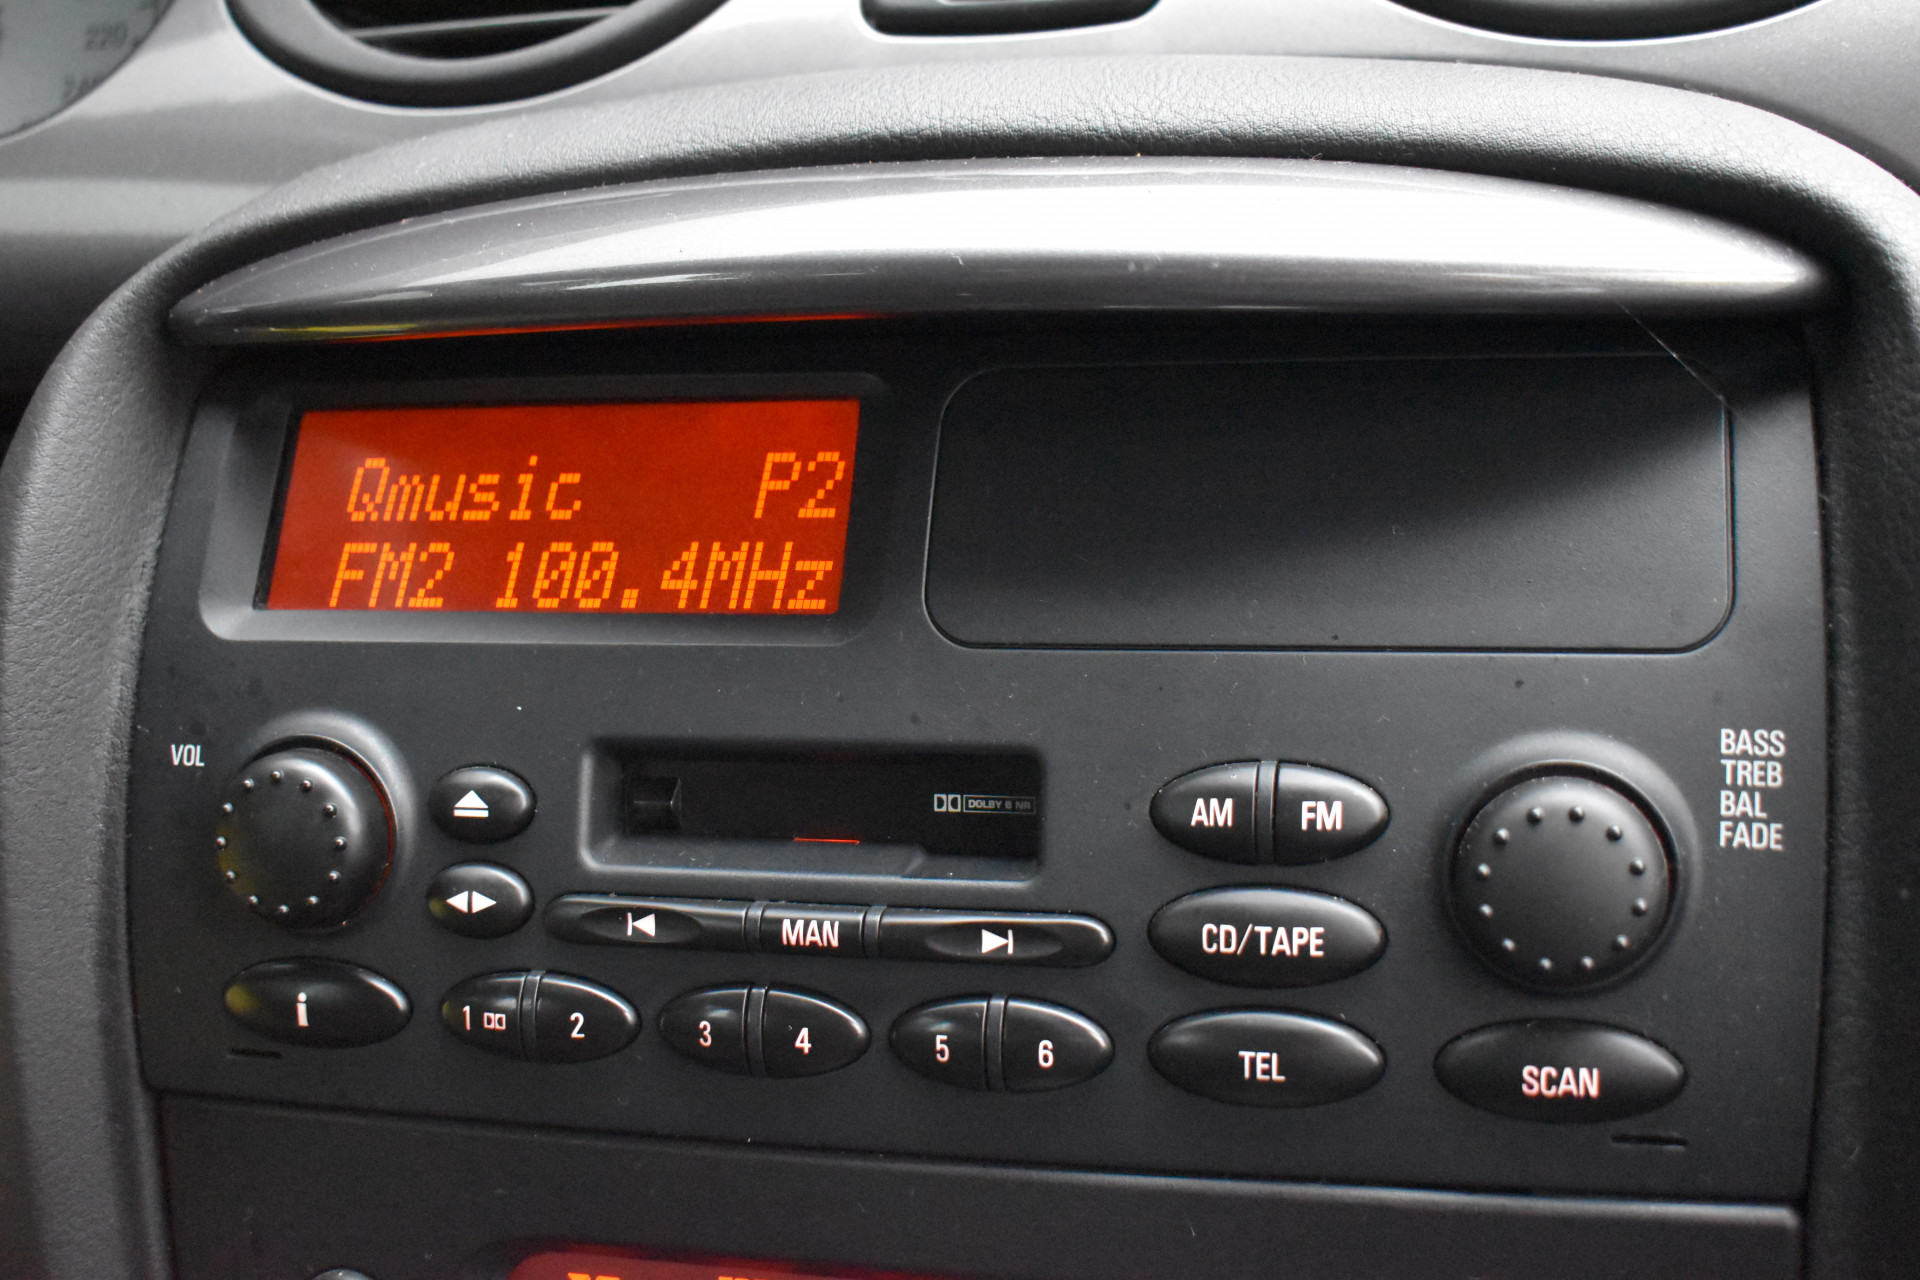 220
Qmusic P2
FM2 100.4MHz
VOL
DOLBY B NR
AM FM
BASS
TREB
BAL
FADE
MAN
CD/TAPE
i
1 2 3 4 5 6
TEL
SCAN